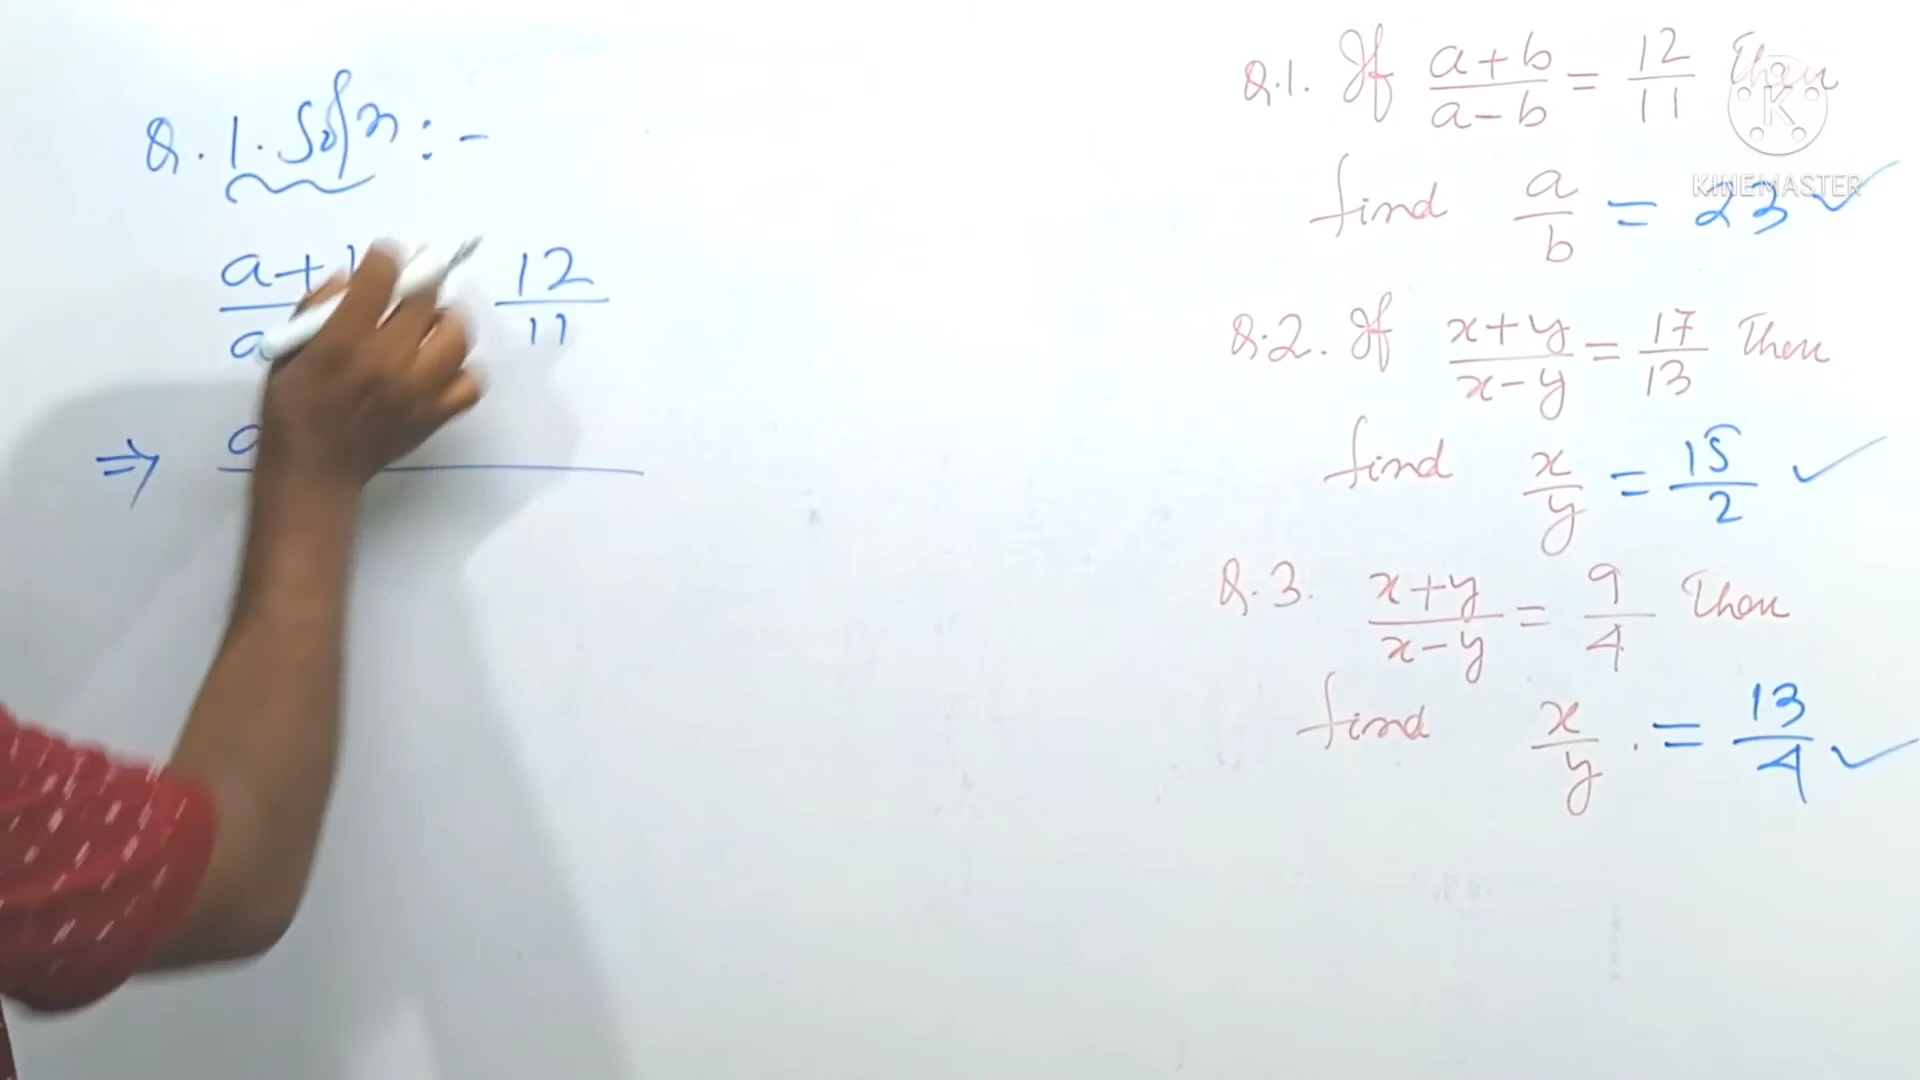 Q.1. Soln :-
a+ 12
a 11
⇒ a
Q.1. If a+b/a-b = 12/11 Then
find a/b = 23 ✓
Q.2. If x+y/x-y = 17/13 Then
find x/y = 15/2 ✓
Q.3. x+y/x-y = 9/4 Then
find x/y . = 13/4 ✓
K
KINEMASTER